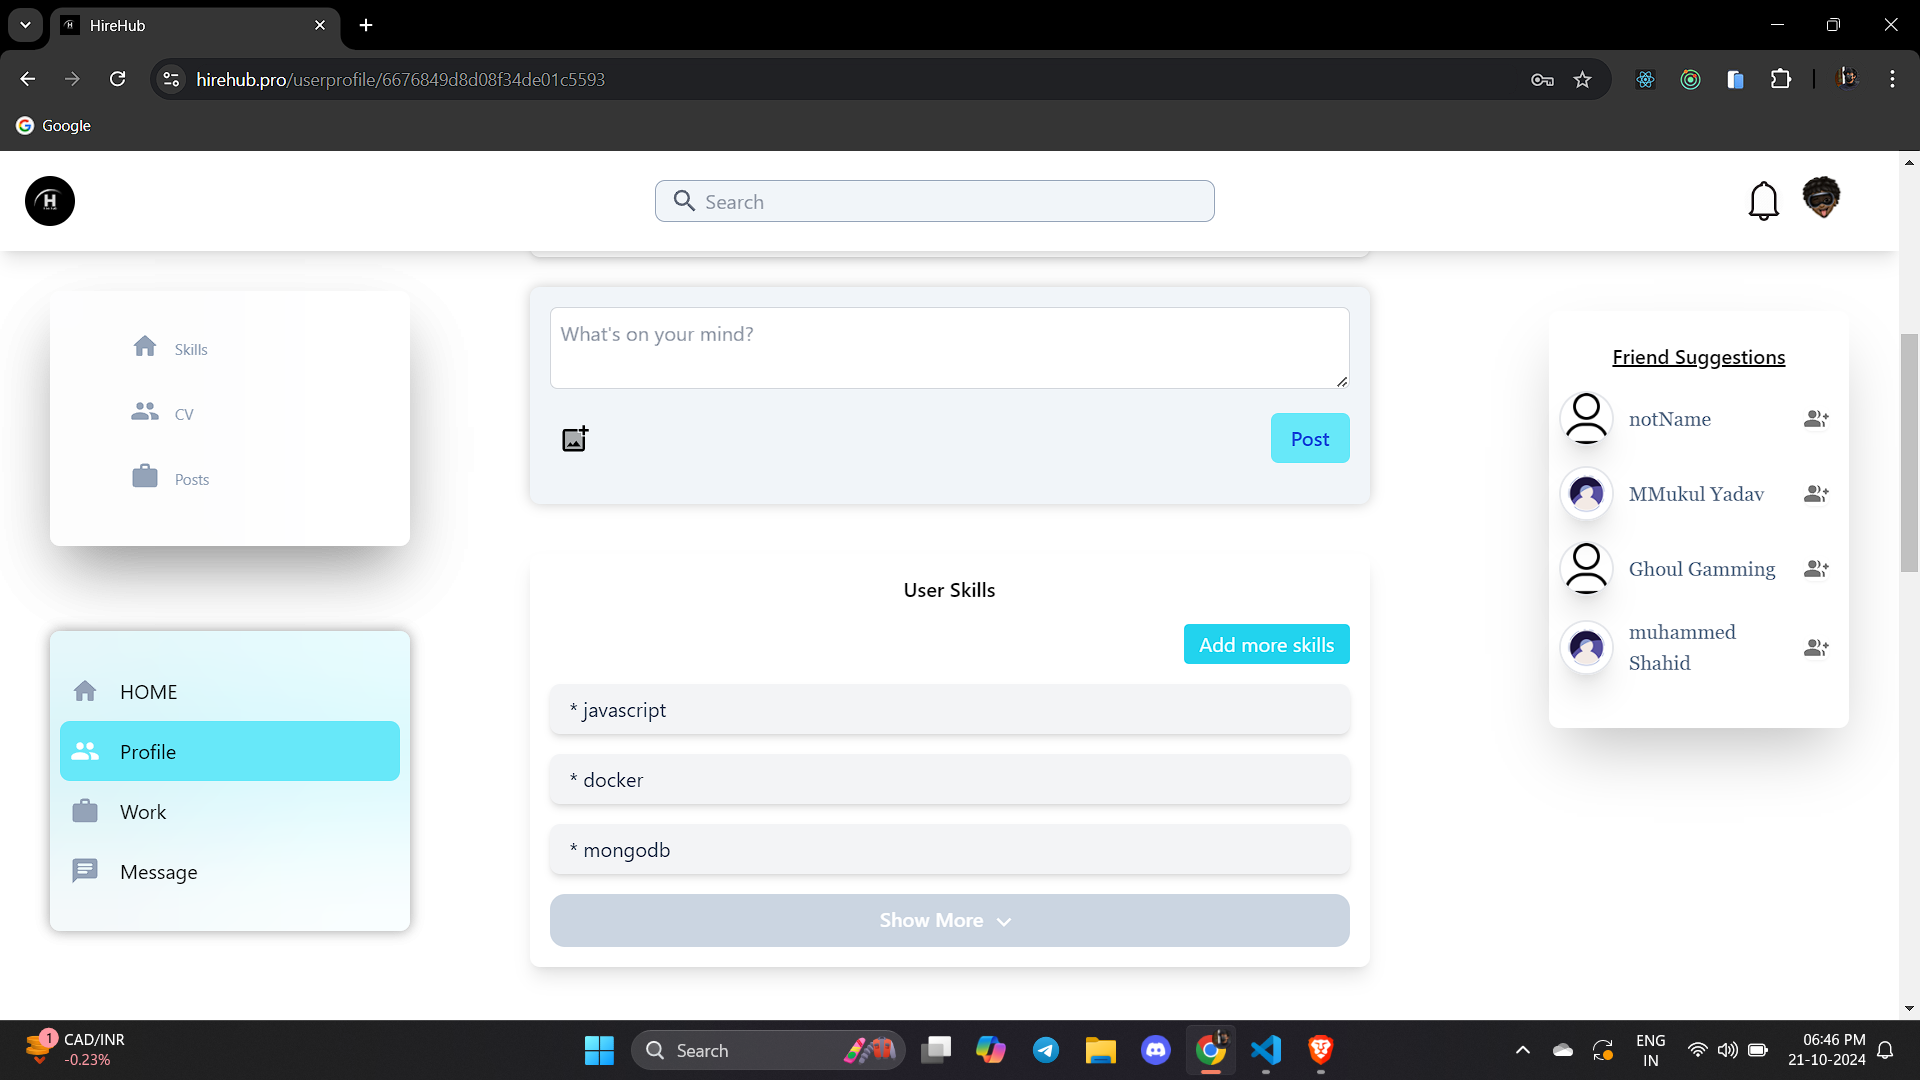 HireHub
hirehub.pro/userprofile/6676849d8d08f34de01c5593
Google
H
Search
Skills
CV
Posts
HOME
Profile
Work
Message
What's on your mind?
Post
User Skills
Add more skills
* javascript
* docker
* mongodb
Show More
Friend Suggestions
notName
MMukul Yadav
Ghoul Gamming
muhammed
Shahid
1
CAD/INR
-0.23%
Search
ENG
IN
06:46 PM
21-10-2024